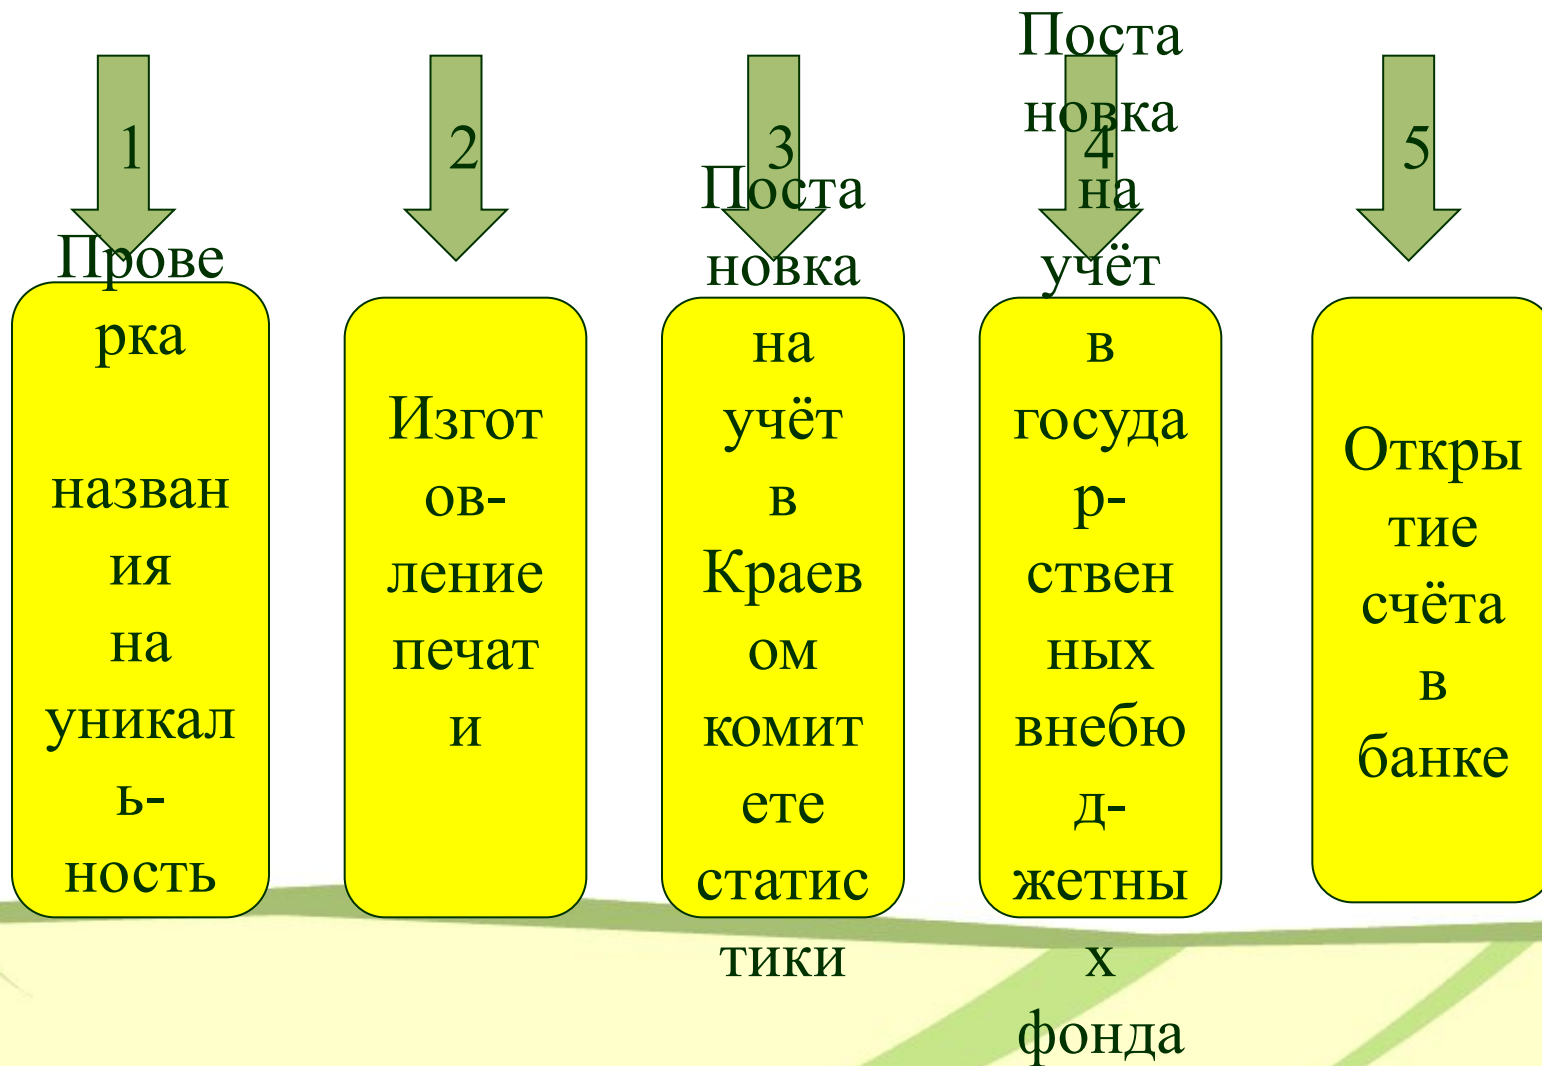 1
Прове
рка
назван
ия
на
уникал
ь-
ность
2
Изгот
ов-
ление
печат
и
3
Поста
новка
на
учёт
в
Краев
ом
комит
ете
статис
тики
4
Поста
новка
на
учёт
в
госуда
р-
ствен
ных
внебю
д-
жетны
х
фонда
5
Откры
тие
счёта
в
банке